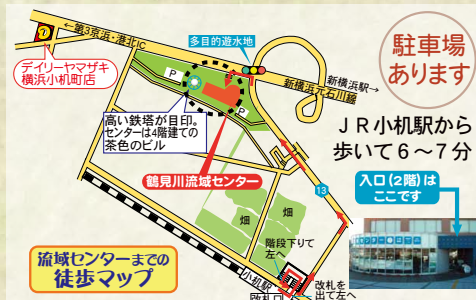 ←第3京浜・港北IC
多目的遊水地
駐車場
あります
デイリーヤマザキ
横浜小机町店
P
P
新横浜駅→
新横浜元石川線
高い鉄塔が目印。
センターは4階建ての
茶色のビル
JR小机駅から
歩いて6～7分
鶴見川流域センター
13
入口(2階)は
ここです
畑
畑
階段下りて
左へ
流域センターまでの
徒歩マップ
小机駅
改札口
改札を
出て左へ